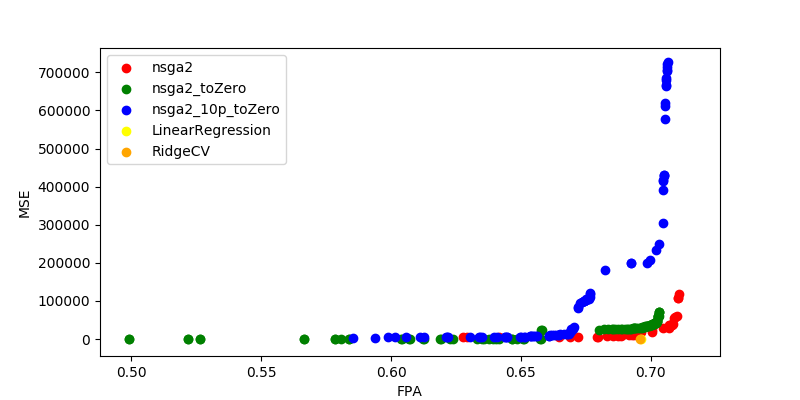 nsga2
nsga2_toZero
nsga2_10p_toZero
LinearRegression
RidgeCV
MSE
700000
600000
500000
400000
300000
200000
100000
0
0.50 0.55 0.60 0.65 0.70
FPA